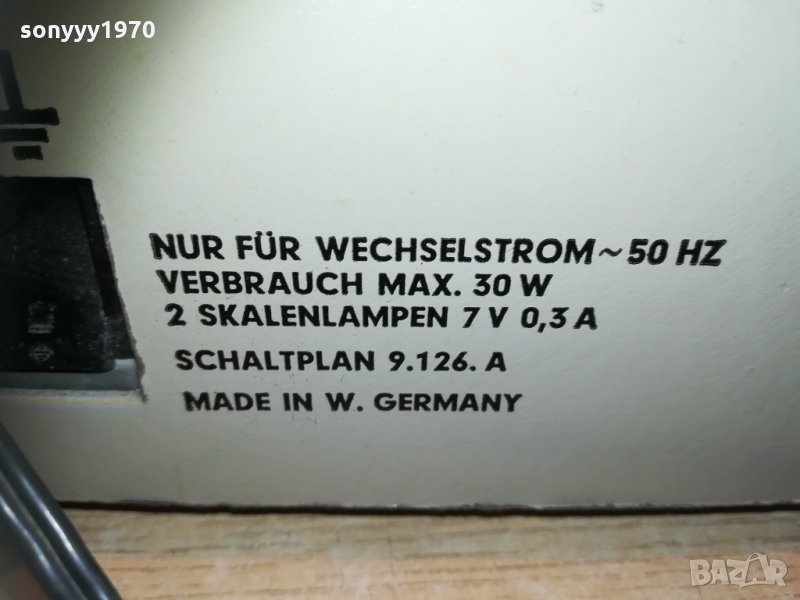 sonyyy1970
NUR FÜR WECHSELSTROM ~ 50 HZ
VERBRAUCH MAX. 30 W
2 SKALENLAMPEN 7 V 0,3 A
SCHALTPLAN 9.126. A
MADE IN W. GERMANY
BAZAR